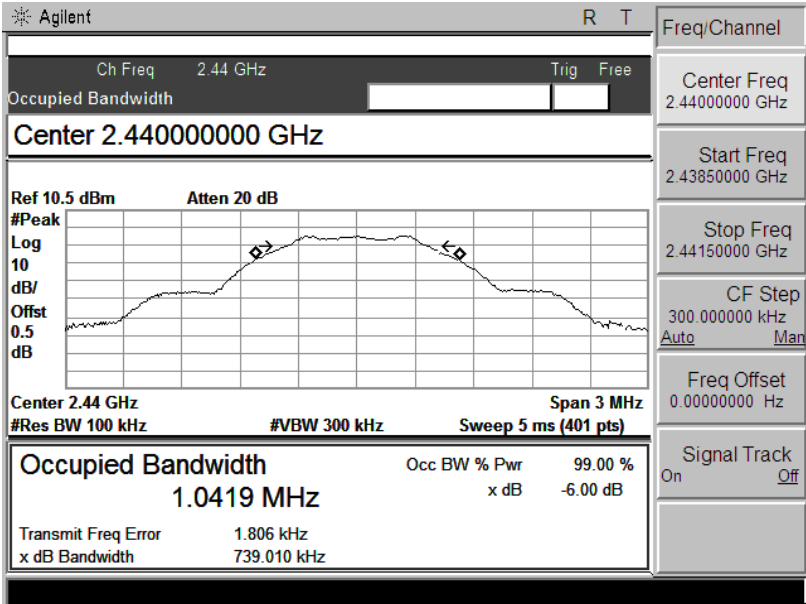 Agilent
R T
Freq/Channel
Ch Freq 2.44 GHz
Trig Free
Occupied Bandwidth
Center 2.440000000 GHz
Center Freq
2.44000000 GHz
Start Freq
2.43850000 GHz
Stop Freq
2.44150000 GHz
CF Step
300.000000 kHz
Auto Man
Freq Offset
0.00000000 Hz
Signal Track
On Off
Ref 10.5 dBm
Atten 20 dB
#Peak
Log
10
dB/
Offst
0.5
dB
Center 2.44 GHz
Span 3 MHz
#Res BW 100 kHz
#VBW 300 kHz
Sweep 5 ms (401 pts)
Occupied Bandwidth
1.0419 MHz
Occ BW % Pwr 99.00 %
x dB -6.00 dB
Transmit Freq Error 1.806 kHz
x dB Bandwidth 739.010 kHz